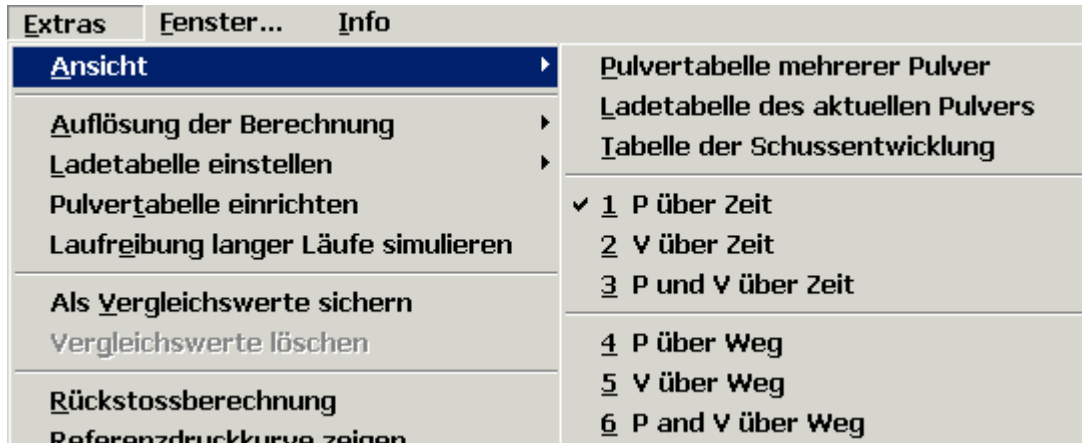 Extras Fenster... Info
Ansicht
Auflösung der Berechnung
Ladetabelle einstellen
Pulvertabelle einrichten
Laufreibung langer Läufe simulieren
Als Vergleichswerte sichern
Vergleichswerte löschen
Rückstossberechnung
Referenzdruckkurve zeigen
Pulvertabelle mehrerer Pulver
Ladetabelle des aktuellen Pulvers
Tabelle der Schussentwicklung
1 P über Zeit
2 V über Zeit
3 P und V über Zeit
4 P über Weg
5 V über Weg
6 P and V über Weg